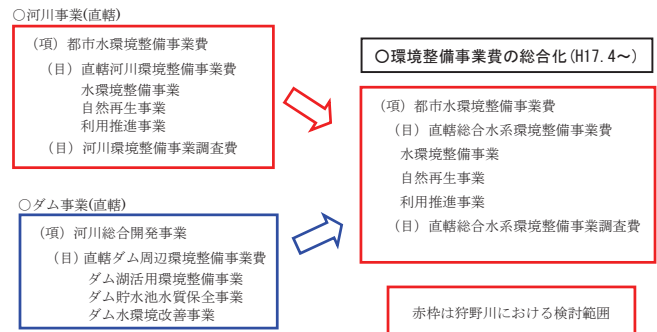 ○河川事業(直轄)
(項) 都市水環境整備事業費
(目) 直轄河川環境整備事業費
水環境整備事業
自然再生事業
利用推進事業
(目) 河川環境整備事業調査費
○ダム事業(直轄)
(項) 河川総合開発事業
(目) 直轄ダム周辺環境整備事業費
ダム湖活用環境整備事業
ダム貯水池水質保全事業
ダム水環境改善事業
○環境整備事業費の総合化(H17.4～)
(項) 都市水環境整備事業費
(目) 直轄総合水系環境整備事業費
水環境整備事業
自然再生事業
利用推進事業
(目) 直轄総合水系環境整備事業調査費
赤枠は狩野川における検討範囲